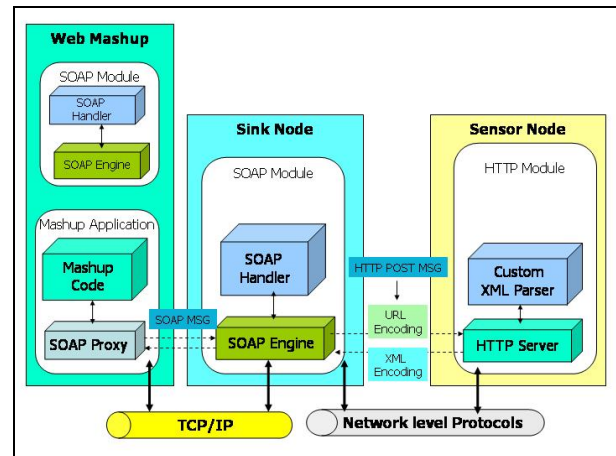 Web Mashup
SOAP Module
SOAP
Handler
SOAP Engine
Mashup Application
Mashup
Code
SOAP Proxy
SOAP MSG
Sink Node
SOAP Module
SOAP
Handler
SOAP Engine
HTTP POST MSG
URL
Encoding
XML
Encoding
Sensor Node
HTTP Module
Custom
XML Parser
HTTP Server
TCP/IP
Network level Protocols